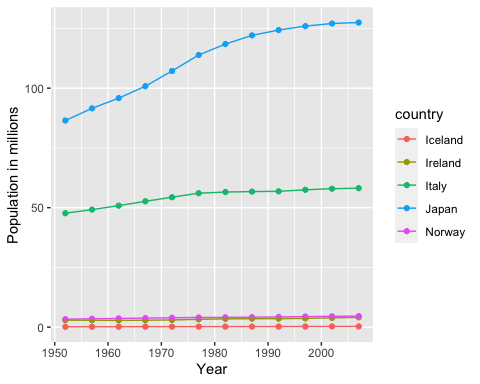 Population in millions
100
50
0
1950 1960 1970 1980 1990 2000
Year
country
Iceland
Ireland
Italy
Japan
Norway